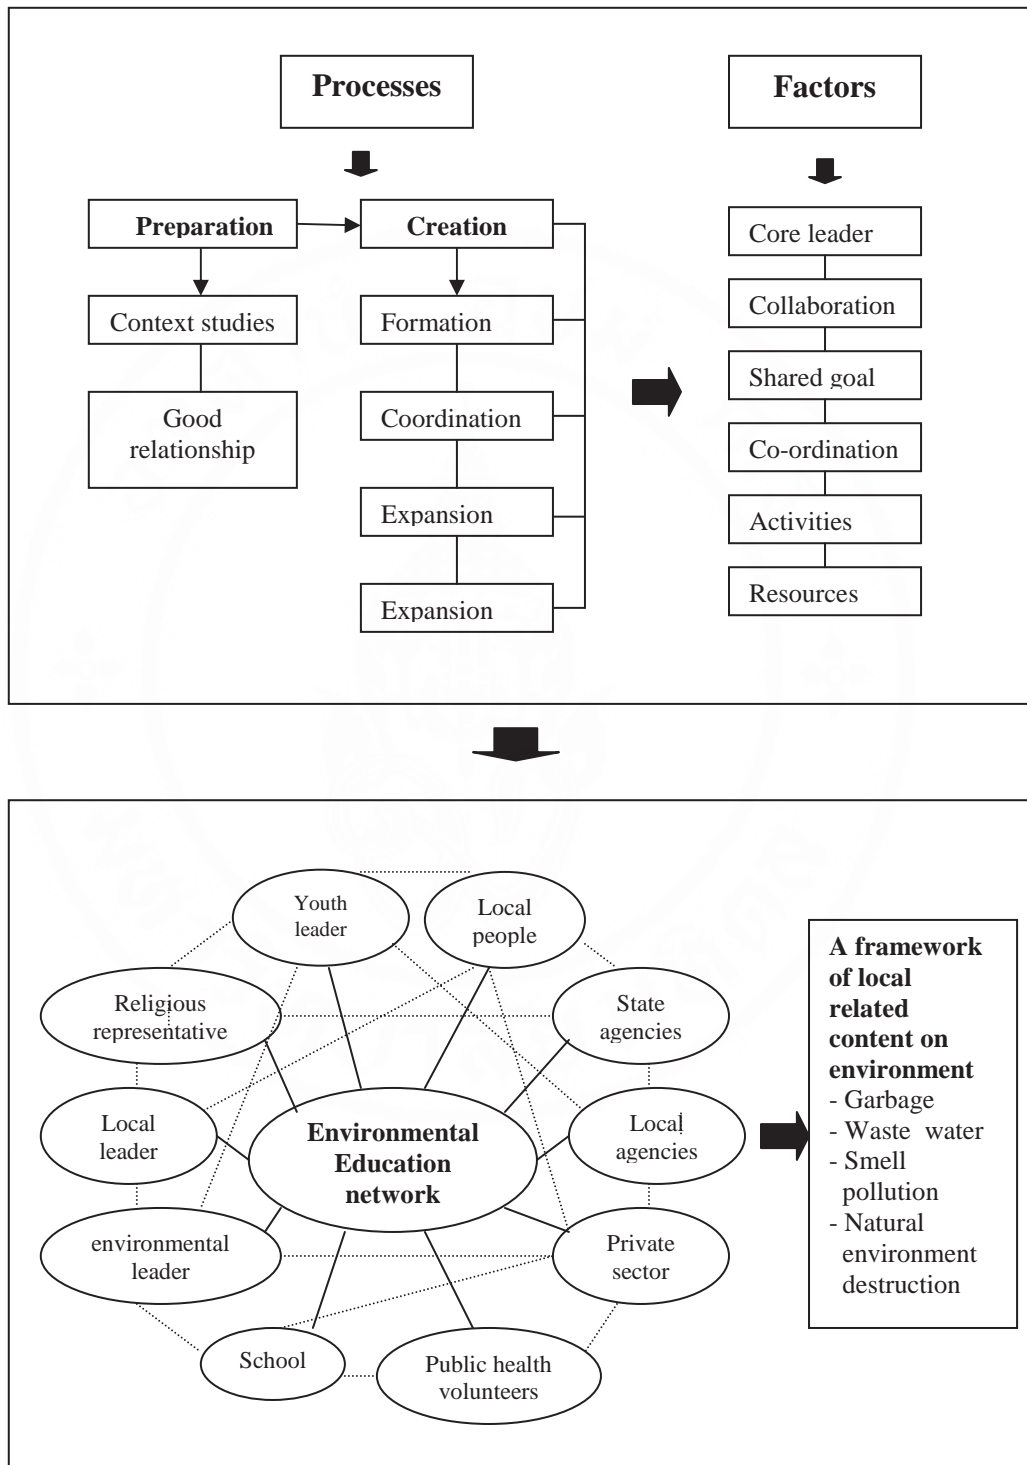 Processes
Factors
Preparation
Creation
Core leader
Context studies
Formation
Collaboration
Shared goal
Good
relationship
Coordination
Co-ordination
Expansion
Activities
Expansion
Resources
Youth
leader
Local
people
Religious
representative
State
agencies
Local
leader
Environmental
Education
network
Local
agencies
environmental
leader
Private
sector
School
Public health
volunteers
A framework
of local
related
content on
environment
- Garbage
- Waste water
- Smell
pollution
- Natural
environment
destruction